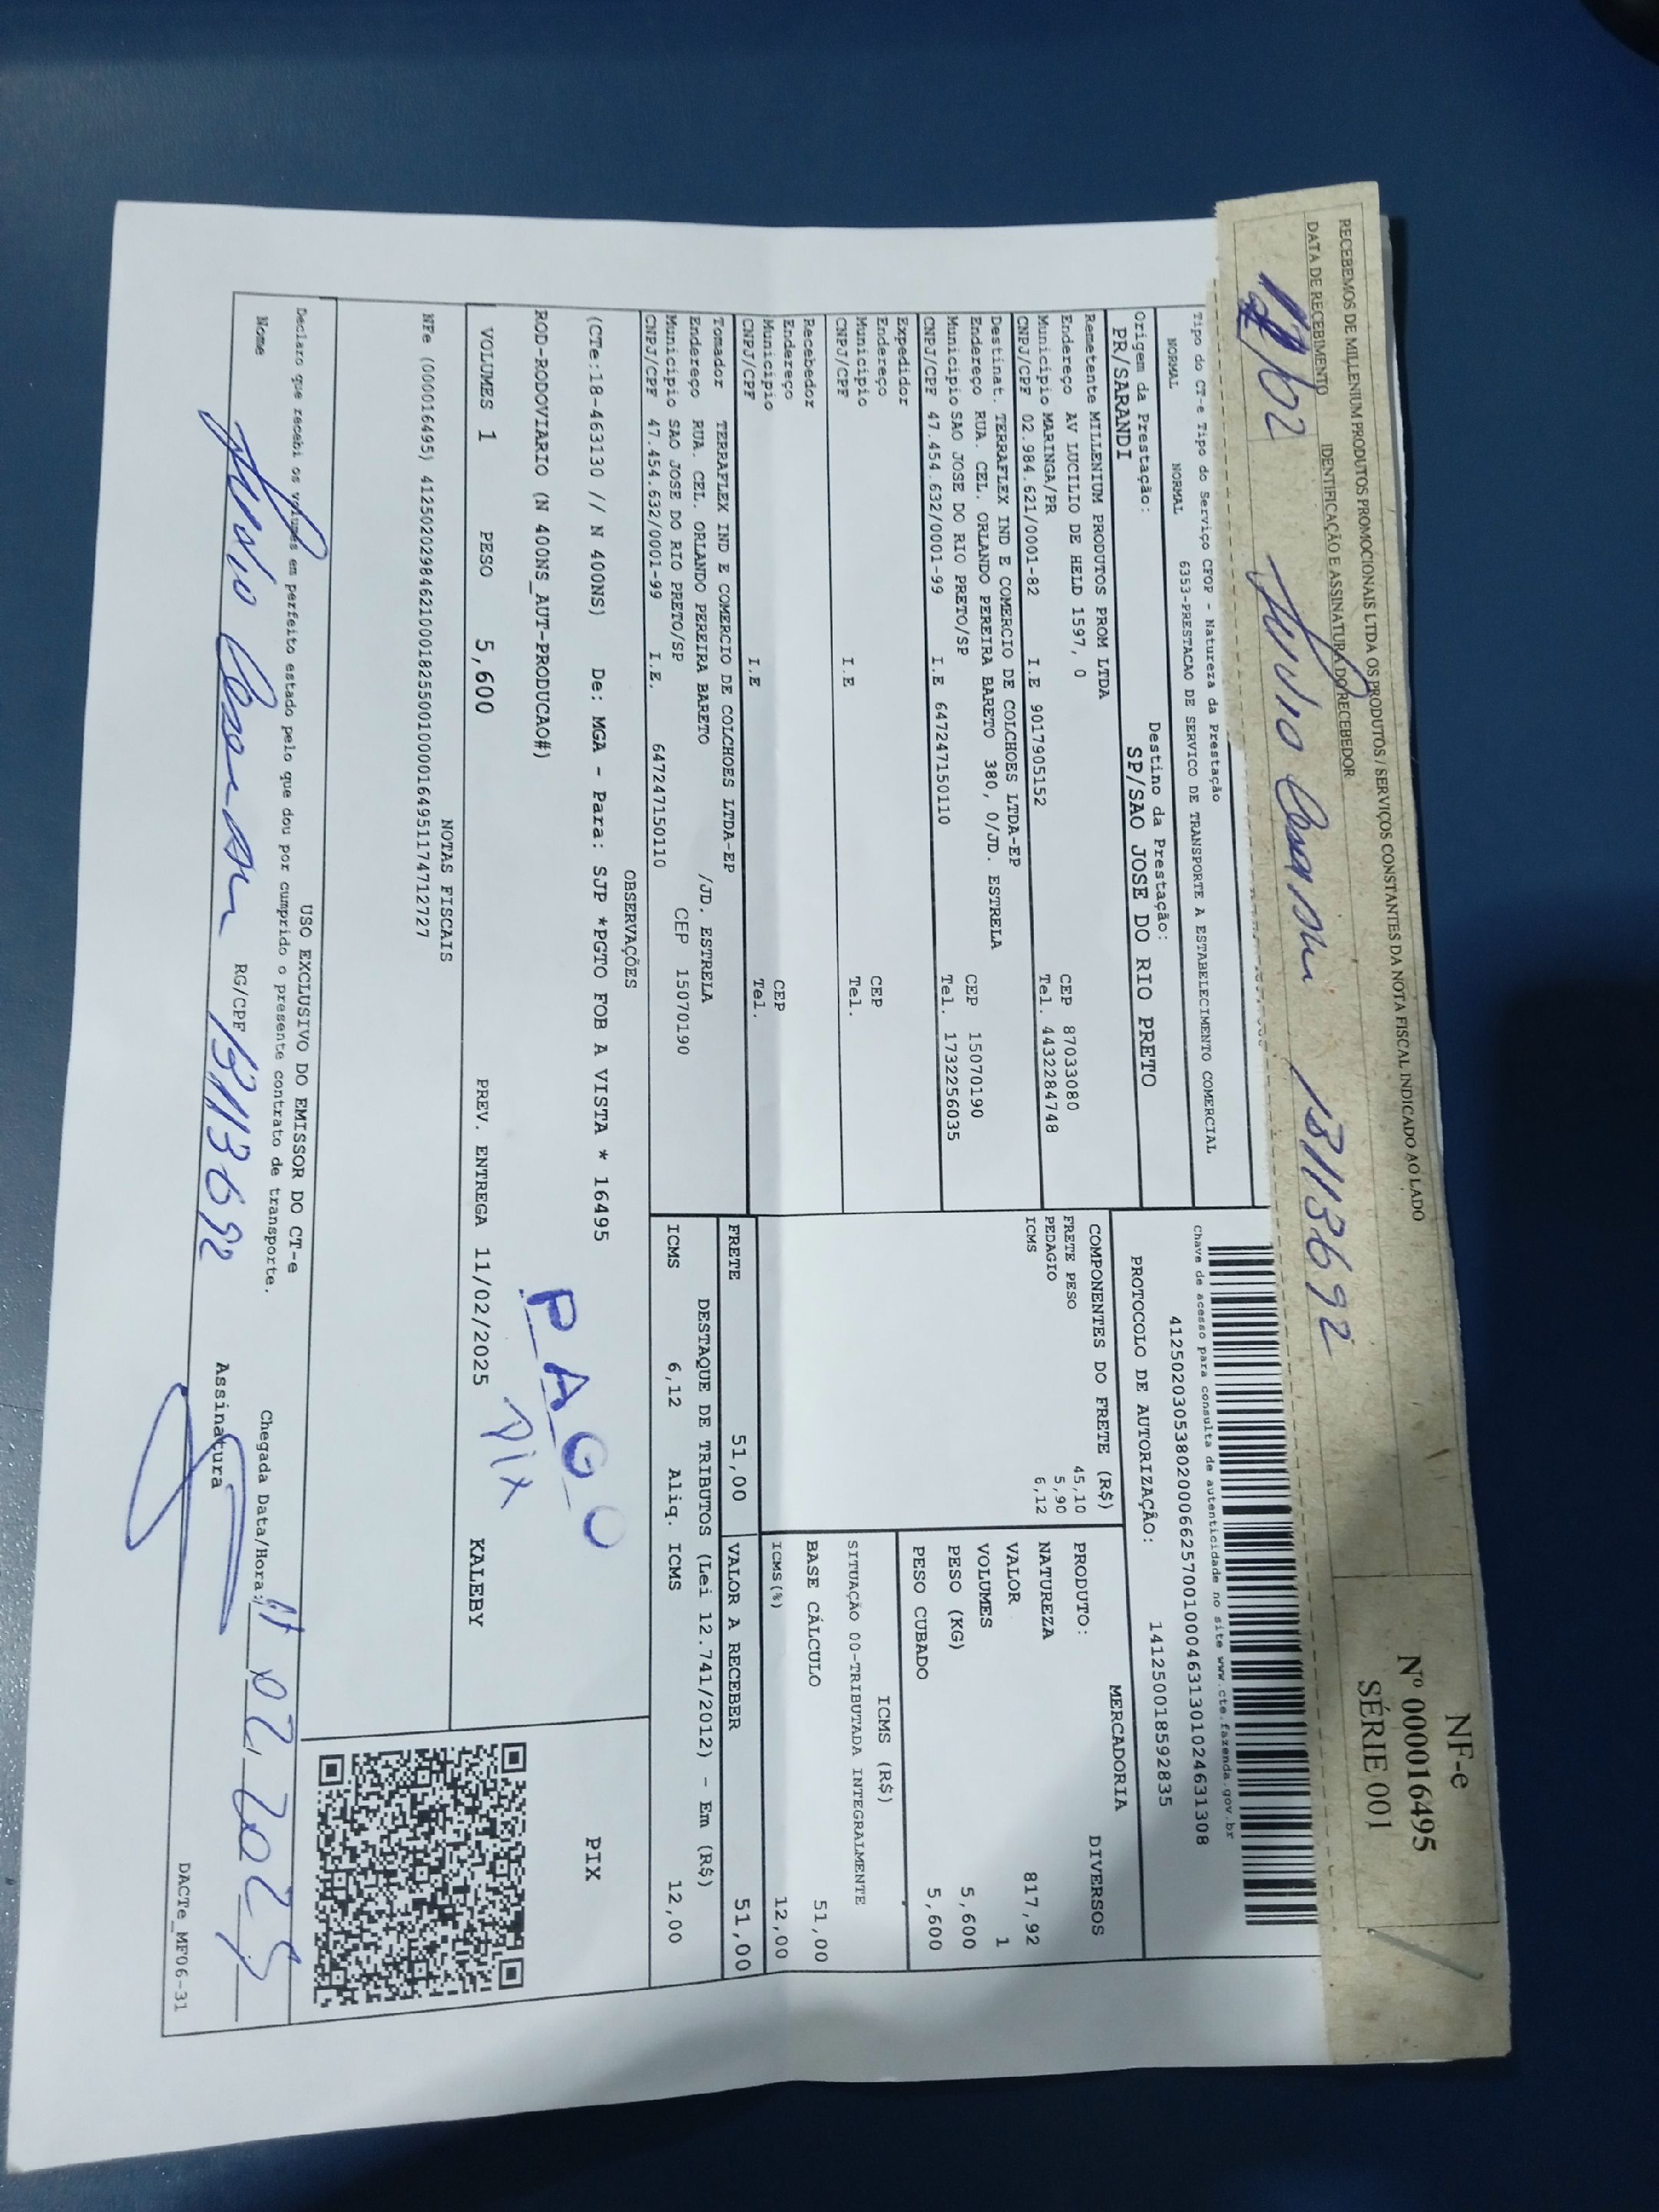 RECEBEMOS DE MILLENIUM PRODUTOS PROMOCIONAIS LTDA OS PRODUTOS / SERVIÇOS CONSTANTES DA NOTA FISCAL INDICADO AO LADO
DATA DE RECEBIMENTO
IDENTIFICAÇÃO E ASSINATURA DO RECEBEDOR
NF-e
Nº 000016495
SÉRIE 001
/02
13113692
Tipo do CT-e Tipo do Serviço CFOP - Natureza da Prestação
NORMAL NORMAL 6353-PRESTACAO DE SERVICO DE TRANSPORTE A ESTABELECIMENTO COMERCIAL
Chave de acesso para consulta de autenticidade no site www.cte.fazenda.gov.br
41250203053802000662570010004631301024631308
Origem da Prestação: Destino da Prestação:
PR/SARANDI SP/SAO JOSE DO RIO PRETO
PROTOCOLO DE AUTORIZAÇÃO: 141250018592835
Remetente MILLENIUM PRODUTOS PROM LTDA
Endereço AV LUCILIO DE HELD 1597, 0 CEP 87033080
Município MARINGA/PR Tel. 4432284748
CNPJ/CPF 02.984.621/0001-82 I.E 9017905152
Destinat. TERRAFLEX IND E COMERCIO DE COLCHOES LTDA-EP
Endereço RUA. CEL. ORLANDO PEREIRA BARETO 380, 0/JD. ESTRELA CEP 15070190
Município SAO JOSE DO RIO PRETO/SP Tel. 1732256035
CNPJ/CPF 47.454.632/0001-99 I.E 647247150110
Expedidor
Endereço CEP
Município Tel.
CNPJ/CPF I.E
Recebedor
Endereço CEP
Município Tel.
CNPJ/CPF I.E
COMPONENTES DO FRETE (R$)
FRETE PESO 45,10
PEDAGIO 5,90
ICMS 6,12
MERCADORIA
PRODUTO: DIVERSOS
NATUREZA
VALOR 817,92
VOLUMES 1
PESO (KG) 5,600
PESO CUBADO 5,600
ICMS (R$)
SITUAÇÃO 00-TRIBUTADA INTEGRALMENTE
BASE CÁLCULO 51,00
ICMS(%) 12,00
Tomador TERRAFLEX IND E COMERCIO DE COLCHOES LTDA-EP
Endereço RUA. CEL. ORLANDO PEREIRA BARETO /JD. ESTRELA
Município SAO JOSE DO RIO PRETO/SP CEP 15070190
CNPJ/CPF 47.454.632/0001-99 I.E. 647247150110
FRETE 51,00 VALOR A RECEBER 51,00
DESTAQUE DE TRIBUTOS (Lei 12.741/2012) - Em (R$)
ICMS 6,12 Aliq. ICMS 12,00
OBSERVAÇÕES
(CTe:18-463130 // N 400NS) De: MGA - Para: SJP *PGTO FOB A VISTA * 16495
ROD-RODOVIARIO (N 400NS_AUT-PRODUCAO#)
PAGO
PIX
PIX
VOLUMES 1 PESO 5,600 PREV. ENTREGA 11/02/2025 KALEBY
NOTAS FISCAIS
NFe (000016495) 41250202984621000182550010000164951174712727
USO EXCLUSIVO DO EMISSOR DO CT-e
Declaro que recebi os volumes em perfeito estado pelo que dou por cumprido o presente contrato de transporte.
Chegada Data/Hora: 11 02 2025
Nome
RG/CPF 13113692
Assinatura
DACTe_MF06-31